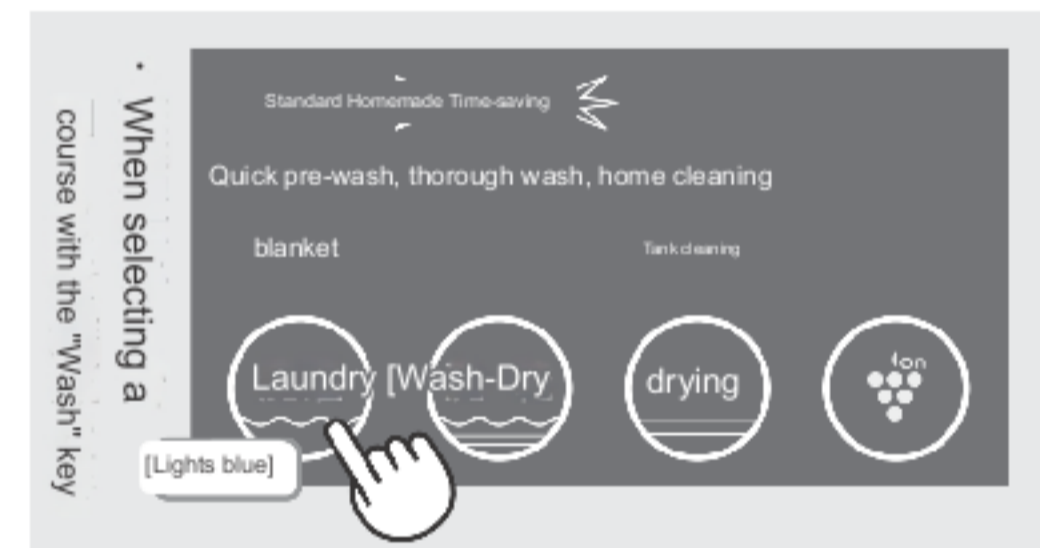 ・ When selecting a
course with the "Wash" key
Standard Homemade Time-saving
Quick pre-wash, thorough wash, home cleaning
blanket
Tank cleaning
Laundry [Wash-Dry
drying
Ion
[Lights blue]